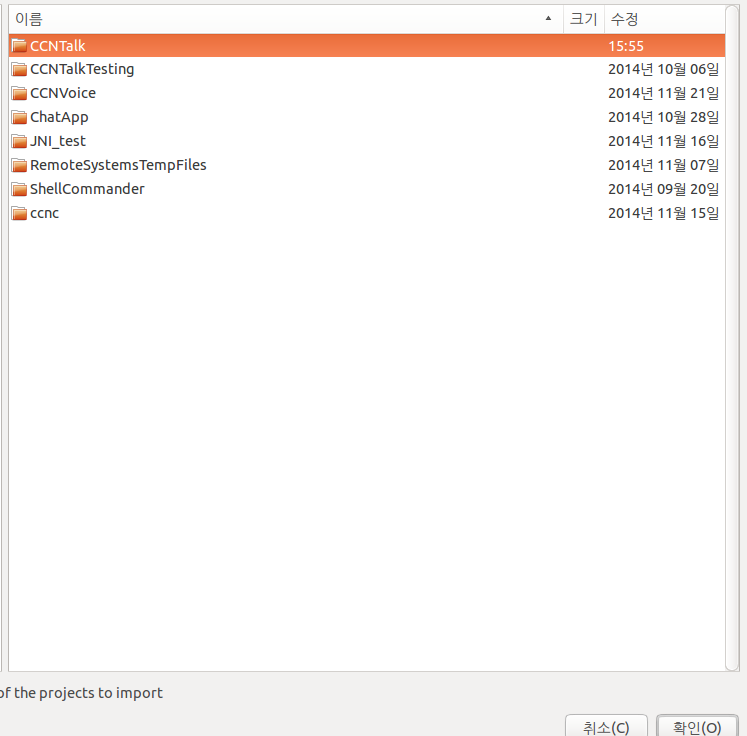 이름 크기 수정
CCNTalk 15:55
CCNTalkTesting 2014년 10월 06일
CCNVoice 2014년 11월 21일
ChatApp 2014년 10월 28일
JNI_test 2014년 11월 16일
RemoteSystemsTempFiles 2014년 11월 07일
ShellCommander 2014년 09월 20일
ccnc 2014년 11월 15일
of the projects to import
취소(C) 확인(O)